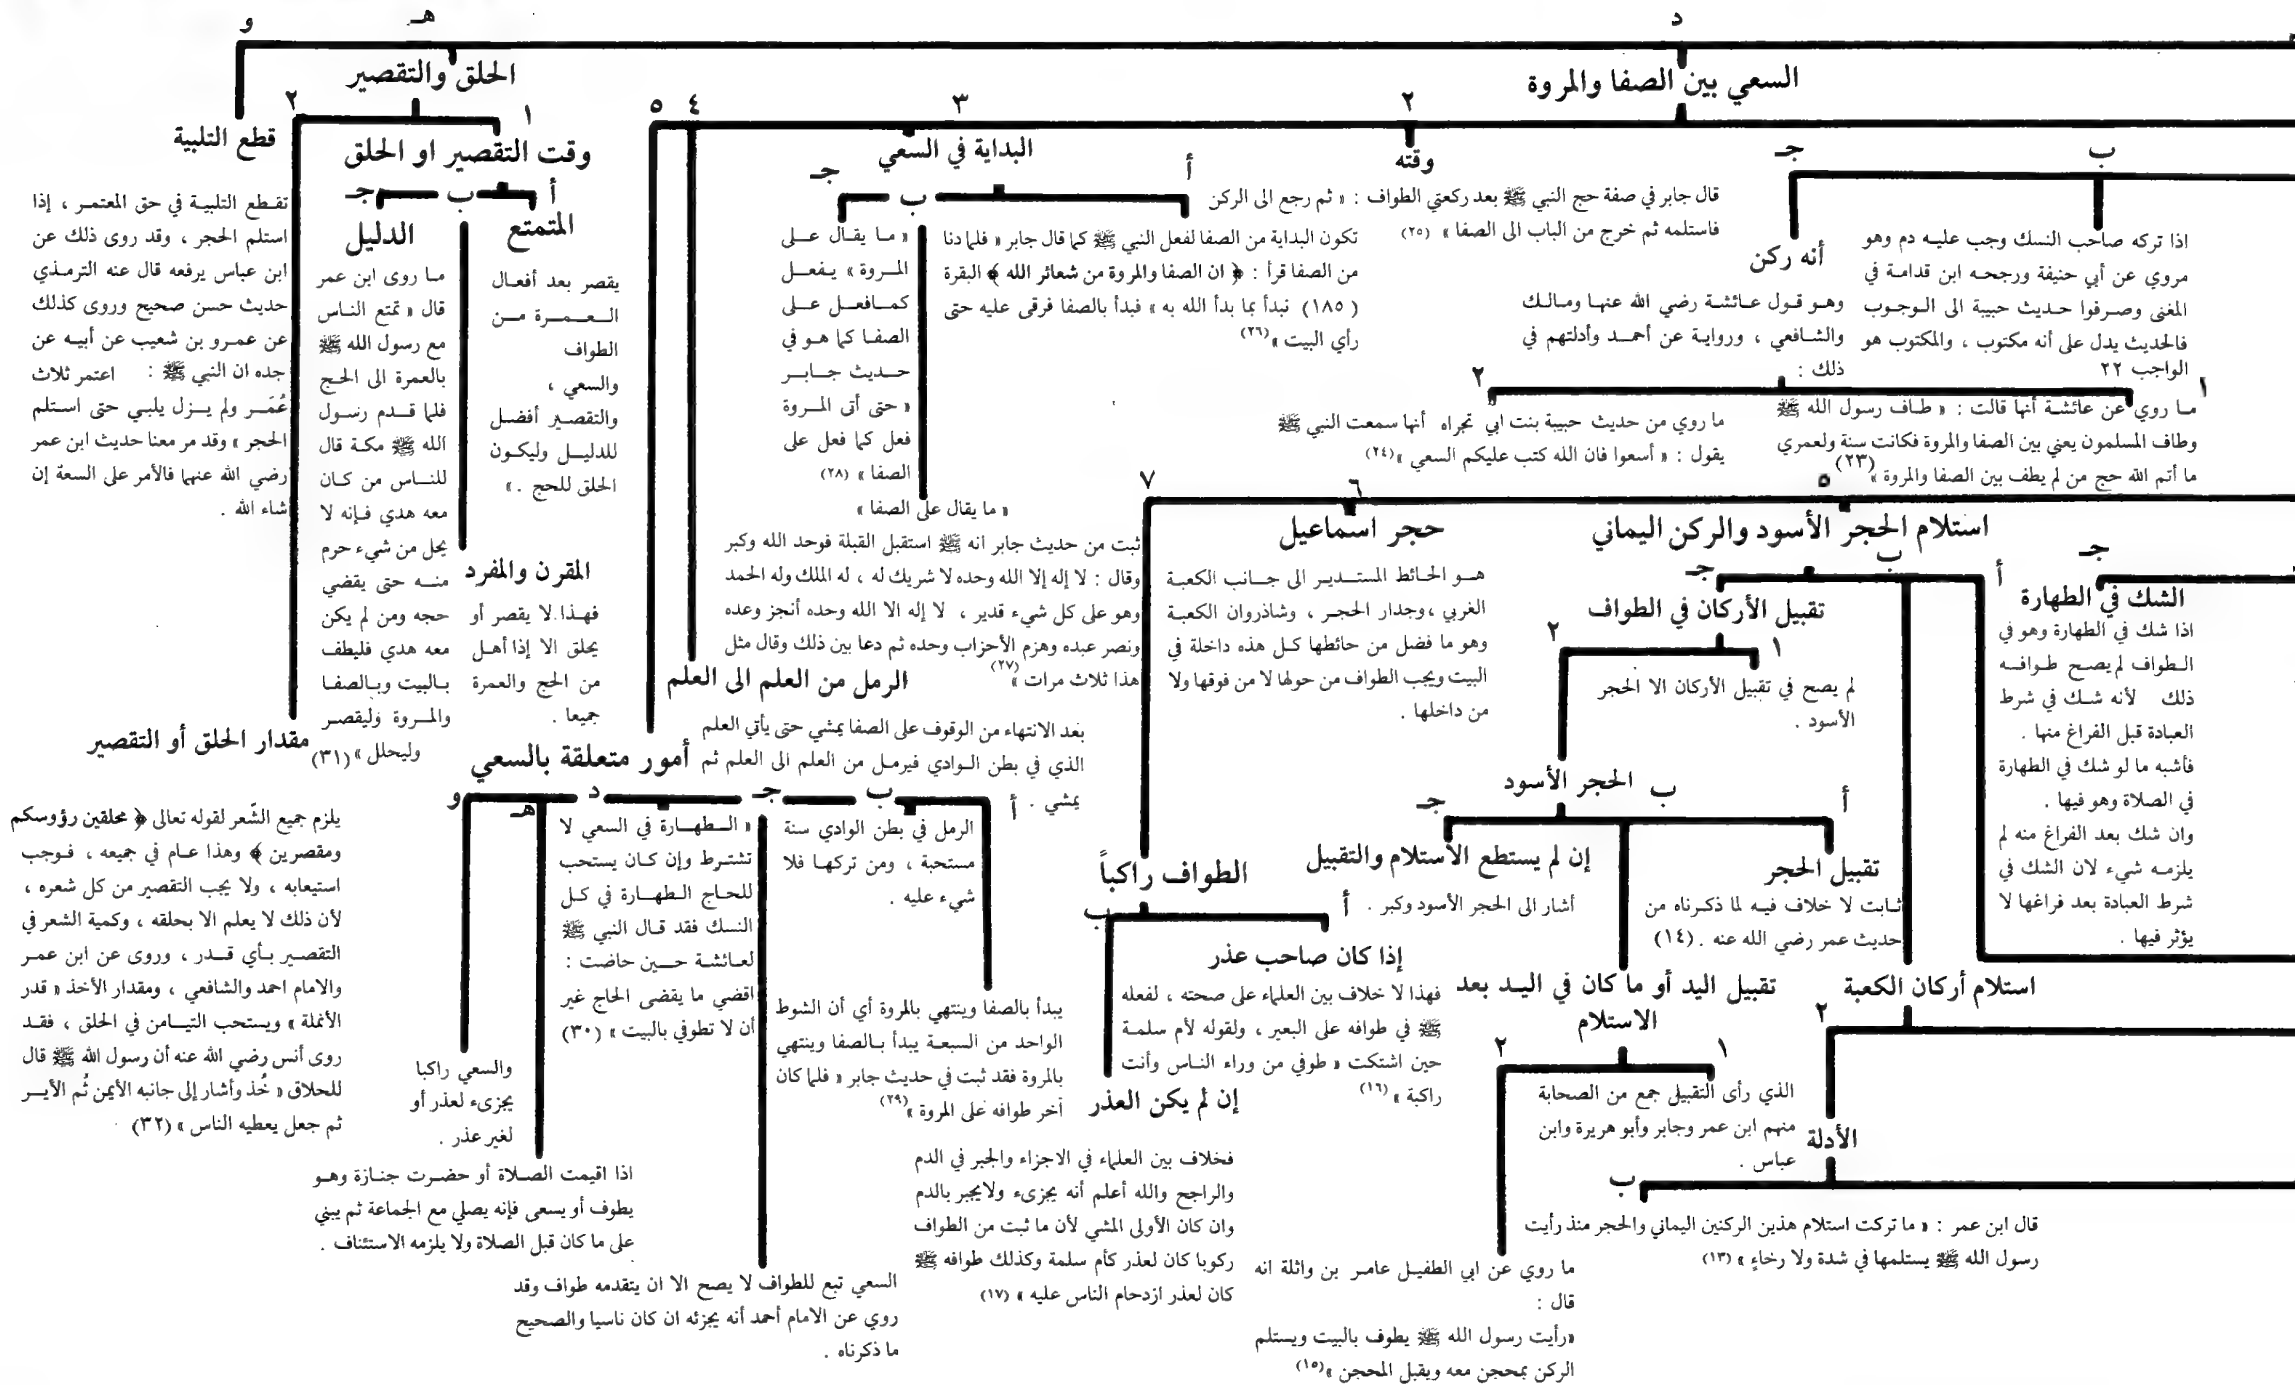 د
هـ
و
السعي بين الصفا والمروة
ب
جـ
اذا تركه صاحب النسك وجب عليه دم وهو
مروي عن أبي حنيفة ورجحه ابن قدامة في
المغنى وصرفوا حديث حبيبة الى الوجوب
فالحديث يدل على أنه مكتوب ، والمكتوب هو
الواجب ٢٢
أنه ركن
وهو قول عائشة رضي الله عنها ومالك
والشافعي ، ورواية عن أحمد وأدلتهم في
ذلك :
١
ما روي عن عائشة أنها قالت : « طاف رسول الله ﷺ
وطاف المسلمون يعني بين الصفا والمروة فكانت سنة ولعمري
ما أتم الله حج من لم يطف بين الصفا والمروة » (٢٣)
٢
ما روي من حديث حبيبة بنت ابي تجراه أنها سمعت النبي ﷺ
يقول : « أسعوا فان الله كتب عليكم السعي » (٢٤)
٢
وقته
قال جابر في صفة حج النبي ﷺ بعد ركعتي الطواف : « ثم رجع الى الركن
فاستلمه ثم خرج من الباب الى الصفا » (٢٥)
٣
البداية في السعي
أ
تكون البداية من الصفا لفعل النبي ﷺ كما قال جابر « فلما دنا
من الصفا قرأ : ﴿ ان الصفا والمروة من شعائر الله ﴾ البقرة
(١٨٥) نبدأ بما بدأ الله به » فبدأ بالصفا فرقى عليه حتى
رأي البيت » (٢٦)
ب
« ما يقال على الصفا »
ثبت من حديث جابر انه ﷺ استقبل القبلة فوحد الله وكبر
وقال : لا إله إلا الله وحده لا شريك له ، له الملك وله الحمد
وهو على كل شيء قدير ، لا إله الا الله وحده أنجز وعده
ونصر عبده وهزم الأحزاب وحده ثم دعا بين ذلك وقال مثل
هذا ثلاث مرات » (٢٧)
جـ
« ما يقال على
المروة » يفعل
كما فعل على
الصفا كما هو في
حديث جابر
« حتى أتى المروة
فعل كما فعل على
الصفا » (٢٨)
٤
الرمل من العلم الى العلم
بعد الانتهاء من الوقوف على الصفا يمشي حتى يأتي العلم
الذي في بطن الوادي فيرمل من العلم الى العلم ثم
يمشي .
٥
أمور متعلقة بالسعي
أ
يبدأ بالصفا وينتهي بالمروة أي أن الشوط
الواحد من السبعة يبدأ بالصفا وينتهي
بالمروة فقد ثبت في حديث جابر « فلما كان
أخر طوافه على المروة » (٢٩)
ب
الرمل في بطن الوادي سنة
مستحبة ، ومن تركها فلا
شيء عليه .
جـ
السعي تبع للطواف لا يصح الا ان يتقدمه طواف وقد
روي عن الامام أحمد أنه يجزئه ان كان ناسيا والصحيح
ما ذكرناه .
د
« الطهارة في السعي لا
تشترط وإن كان يستحب
للحاج الطهارة في كل
النسك فقد قال النبي ﷺ
لعائشة حين حاضت :
اقضي ما يقضى الحاج غير
أن لا تطوفي بالبيت » (٣٠)
هـ
اذا اقيمت الصلاة أو حضرت جنازة وهو
يطوف أو يسعى فإنه يصلي مع الجماعة ثم يبني
على ما كان قبل الصلاة ولا يلزمه الاستئناف .
و
والسعي راكبا
يجزىء لعذر أو
لغير عذر .
الحلق والتقصير
١
وقت التقصير او الحلق
أ
المتمتع
يقصر بعد أفعال
العمرة من
الطواف
والسعي ،
والتقصير أفضل
للدليل وليكون
الحلق للحج . »
ب
المقرن والمفرد
فهذا لا يقصر أو
يحلق الا إذا أهل
من الحج والعمرة
جميعا .
جـ
الدليل
ما روى ابن عمر
قال « تمتع الناس
مع رسول الله ﷺ
بالعمرة الى الحج
فلما قدم رسول
الله ﷺ مكة قال
للناس من كان
معه هدي فإنه لا
يحل من شيء حرم
منه حتى يقضي
حجه ومن لم يكن
معه هدي فليطف
بالبيت وبالصفا
والمروة وليقصر
وليحلل » (٣١)
٢
مقدار الحلق أو التقصير
يلزم جميع الشّعر لقوله تعالى ﴿ محلقين رؤوسكم
ومقصرين ﴾ وهذا عام في جميعه ، فوجب
استيعابه ، ولا يجب التقصير من كل شعره ،
لأن ذلك لا يعلم الا بحلقه ، وكمية الشعر في
التقصير بأي قدر ، وروى عن ابن عمر
والامام احمد والشافعي ، ومقدار الأخذ « قدر
الأنملة » ويستحب التيامن في الحلق ، فقد
روى أنس رضي الله عنه أن رسول الله ﷺ قال
للحلاق « خُذ وأشار إلى جانبه الأيمن ثُم الأيسر
ثم جعل يعطيه الناس » (٣٢)
قطع التلبية
تقطع التلبية في حق المعتمر ، إذا
استلم الحجر ، وقد روى ذلك عن
ابن عباس يرفعه قال عنه الترمذي
حديث حسن صحيح وروى كذلك
عن عمرو بن شعيب عن أبيه عن
جده ان النبي ﷺ : اعتمر ثلاث
عُمَر ولم يزل يلبي حتى استلم
الحجر » وقد مر معنا حديث ابن عمر
رضي الله عنهما فالأمر على السعة إن
شاء الله .
جـ
الشك في الطهارة
اذا شك في الطهارة وهو في
الطواف لم يصح طوافه
ذلك لأنه شك في شرط
العبادة قبل الفراغ منها .
فأشبه ما لو شك في الطهارة
في الصلاة وهو فيها .
وان شك بعد الفراغ منه لم
يلزمه شيء لان الشك في
شرط العبادة بعد فراغها لا
يؤثر فيها .
٥
استلام الحجر الأسود والركن اليماني
أ
ب
استلام أركان الكعبة
٢
الأدلة
ب
قال ابن عمر : « ما تركت استلام هذين الركنين اليماني والحجر منذ رأيت
رسول الله ﷺ يستلمها في شدة ولا رخاءٍ » (١٣)
جـ
تقبيل الأركان في الطواف
١
لم يصح في تقبيل الأركان الا الحجر
الأسود .
٢
الحجر الأسود
أ
تقبيل الحجر
ثابت لا خلاف فيه لما ذكرناه من
حديث عمر رضي الله عنه . (١٤)
ب
تقبيل اليد أو ما كان في اليد بعد
الاستلام
١
الذي رأى التقبيل جمع من الصحابة
منهم ابن عمر وجابر وأبو هريرة وابن
عباس .
٢
ما روي عن ابي الطفيل عامر بن واثلة انه
قال :
«رأيت رسول الله ﷺ يطوف بالبيت ويستلم
الركن بمحجن معه ويقبل المحجن » (١٥)
جـ
إن لم يستطع الأستلام والتقبيل
أشار الى الحجر الأسود وكبر .
٦
حجر اسماعيل
هو الحائط المستدير الى جانب الكعبة
الغربي ، وجدار الحجر ، وشاذروان الكعبة
وهو ما فضل من حائطها كل هذه داخلة في
البيت ويجب الطواف من حولها لا من فوقها ولا
من داخلها .
٧
الطواف راكباً
أ
إذا كان صاحب عذر
فهذا لا خلاف بين العلماء على صحته ، لفعله
ﷺ في طوافه على البعير ، ولقوله لأم سلمة
حين اشتكت « طوفي من وراء الناس وأنت
راكبة » (١٦)
ب
إن لم يكن العذر
فخلاف بين العلماء في الاجزاء والجبر في الدم
والراجح والله أعلم أنه يجزىء ولا يجبر بالدم
وان كان الأولى المشي لأن ما ثبت من الطواف
ركوبا كان لعذر كأم سلمة وكذلك طوافه ﷺ
كان لعذر ازدحام الناس عليه » (١٧)